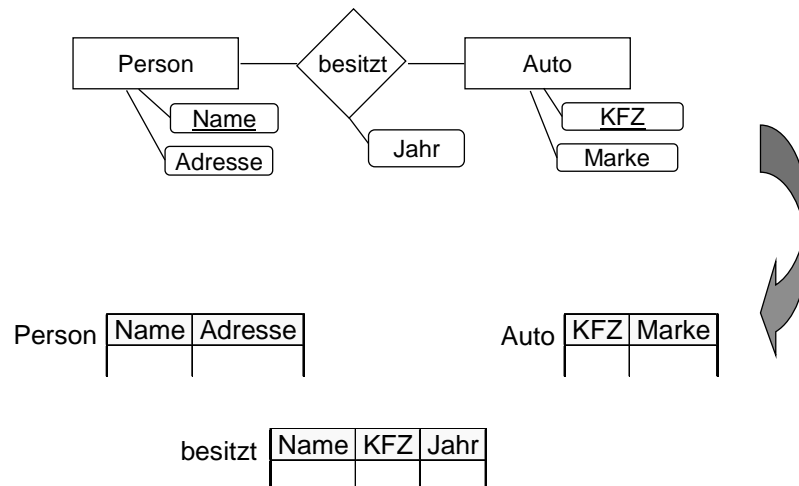 Person besitzt Auto
Name KFZ
Adresse Jahr Marke
Person Name Adresse Auto KFZ Marke
besitzt Name KFZ Jahr